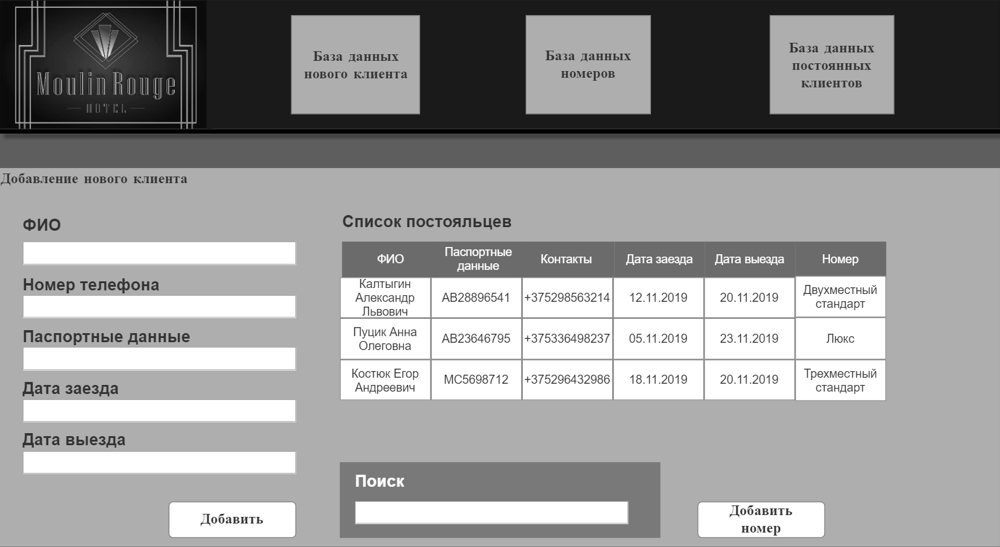 Moulin Rouge
HOTEL
База данных
нового клиента
База данных
номеров
База данных
постоянных
клиентов
Добавление нового клиента
ФИО
Номер телефона
Паспортные данные
Дата заезда
Дата выезда
Добавить
Список постояльцев
ФИО Паспортные данные Контакты Дата заезда Дата выезда Номер
Калтыгин Александр Львович AB28896541 +375298563214 12.11.2019 20.11.2019 Двухместный стандарт
Пуцик Анна Олеговна AB23646795 +375336498237 05.11.2019 23.11.2019 Люкс
Костюк Егор Андреевич MC5698712 +375296432986 18.11.2019 20.11.2019 Трехместный стандарт
Поиск
Добавить
номер